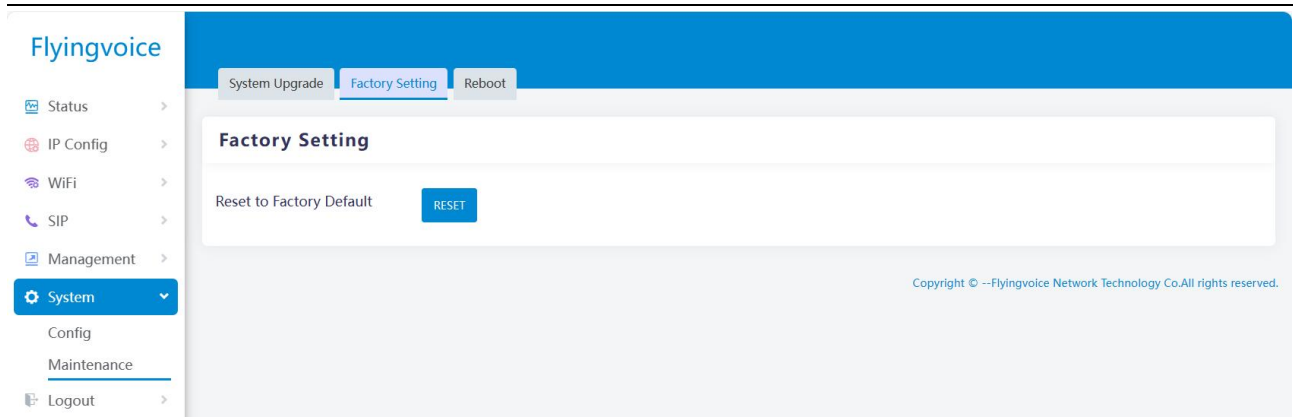 Flyingvoice
System Upgrade
Factory Setting
Reboot
Status
IP Config
WiFi
SIP
Management
System
Config
Maintenance
Logout
Factory Setting
Reset to Factory Default
RESET
Copyright © --Flyingvoice Network Technology Co.All rights reserved.